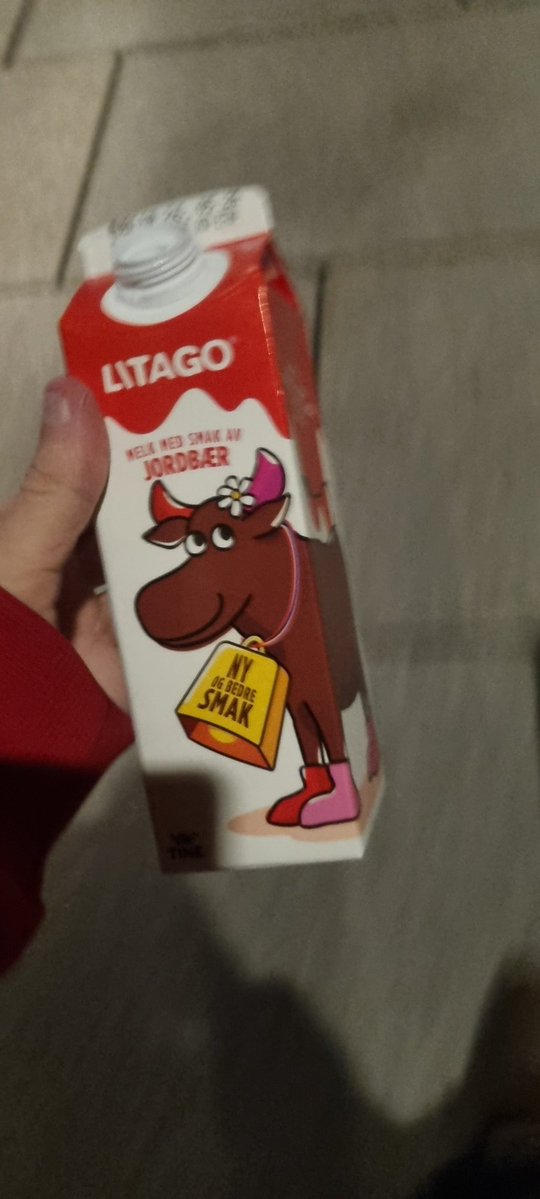 LITAGO
MELK MED SMAK AV
JORDBÆR
NY
OG BEDRE
SMAK
TINE